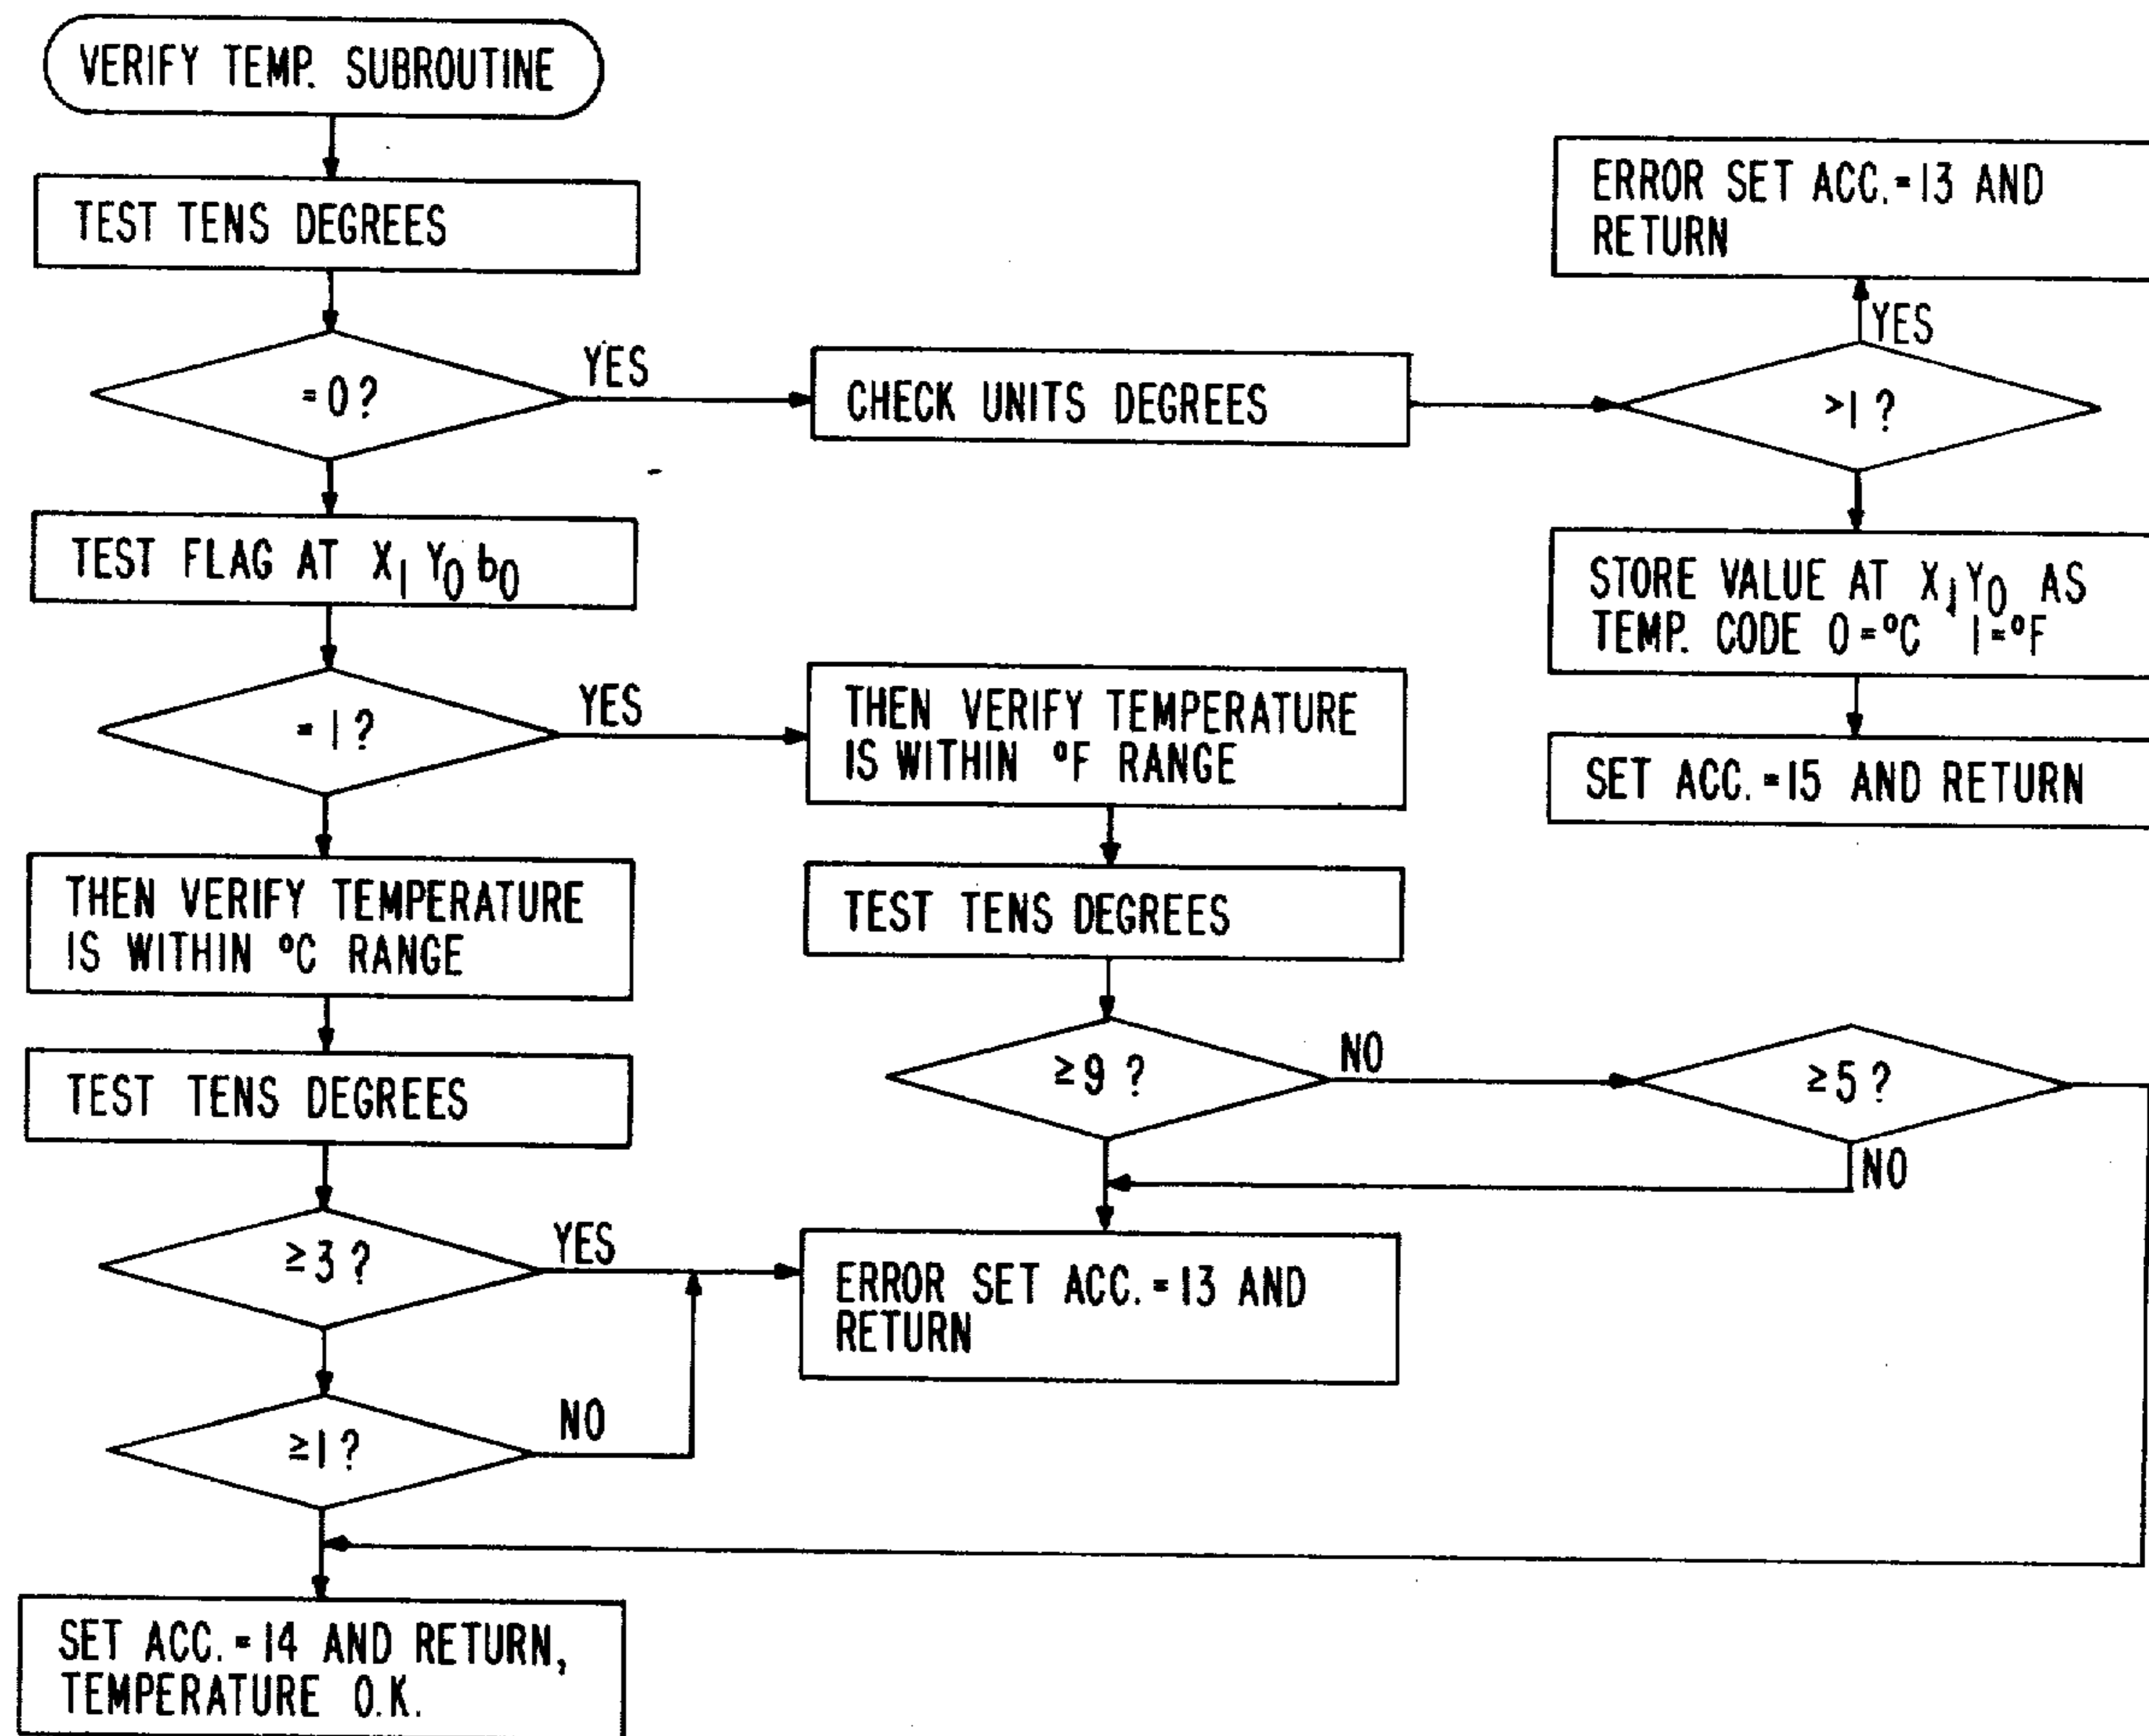 VERIFY TEMP. SUBROUTINE
TEST TENS DEGREES
=0?
YES
CHECK UNITS DEGREES
>1?
YES
ERROR SET ACC.=13 AND
RETURN
STORE VALUE AT X1Y0 AS
TEMP. CODE 0=°C 1=°F
SET ACC.=15 AND RETURN
TEST FLAG AT X1 Y0 b0
=1?
YES
THEN VERIFY TEMPERATURE
IS WITHIN °F RANGE
TEST TENS DEGREES
≥9?
NO
≥5?
NO
THEN VERIFY TEMPERATURE
IS WITHIN °C RANGE
TEST TENS DEGREES
≥3?
YES
ERROR SET ACC.=13 AND
RETURN
≥1?
NO
SET ACC.=14 AND RETURN,
TEMPERATURE O.K.